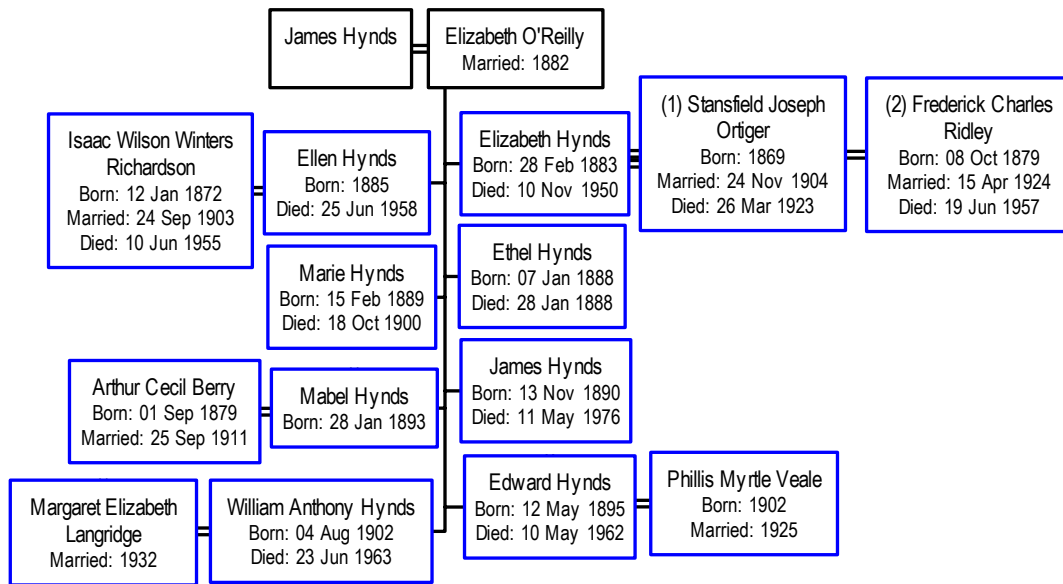 James Hynds
Elizabeth O'Reilly
Married: 1882
Isaac Wilson Winters
Richardson
Born: 12 Jan 1872
Married: 24 Sep 1903
Died: 10 Jun 1955
Ellen Hynds
Born: 1885
Died: 25 Jun 1958
Elizabeth Hynds
Born: 28 Feb 1883
Died: 10 Nov 1950
(1) Stansfield Joseph
Ortiger
Born: 1869
Married: 24 Nov 1904
Died: 26 Mar 1923
(2) Frederick Charles
Ridley
Born: 08 Oct 1879
Married: 15 Apr 1924
Died: 19 Jun 1957
Marie Hynds
Born: 15 Feb 1889
Died: 18 Oct 1900
Ethel Hynds
Born: 07 Jan 1888
Died: 28 Jan 1888
Arthur Cecil Berry
Born: 01 Sep 1879
Married: 25 Sep 1911
Mabel Hynds
Born: 28 Jan 1893
James Hynds
Born: 13 Nov 1890
Died: 11 May 1976
Margaret Elizabeth
Langridge
Married: 1932
William Anthony Hynds
Born: 04 Aug 1902
Died: 23 Jun 1963
Edward Hynds
Born: 12 May 1895
Died: 10 May 1962
Phillis Myrtle Veale
Born: 1902
Married: 1925